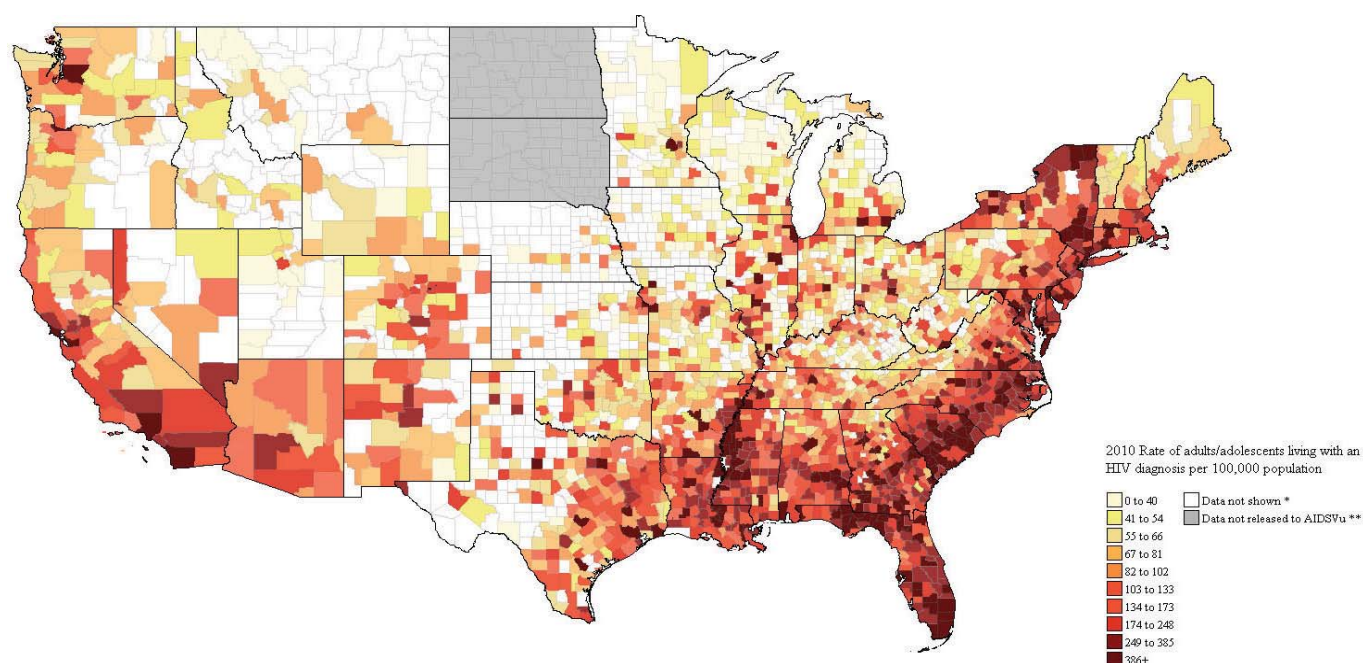 2010 Rate of adults/adolescents living with an
HIV diagnosis per 100,000 population
0 to 40
41 to 54
55 to 66
67 to 81
82 to 102
103 to 133
134 to 173
174 to 248
249 to 385
386+
Data not shown *
Data not released to AIDSVu **